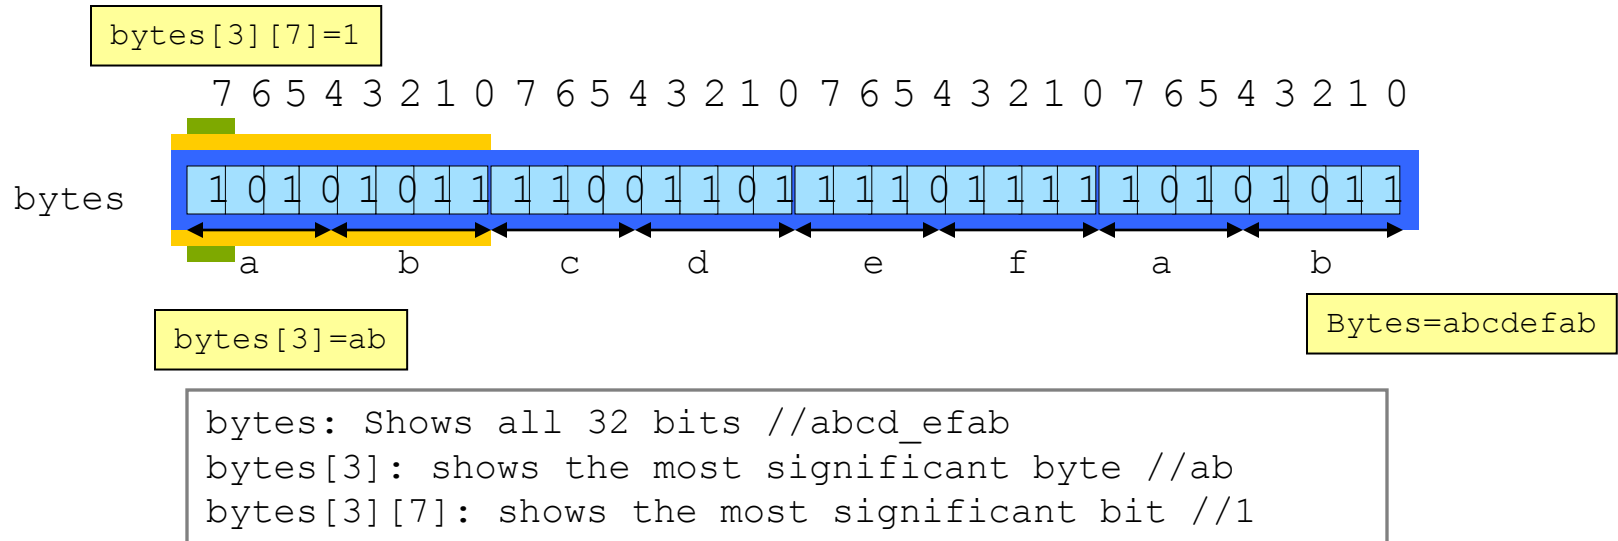 bytes[3][7]=1
7 6 5 4 3 2 1 0 7 6 5 4 3 2 1 0 7 6 5 4 3 2 1 0 7 6 5 4 3 2 1 0
bytes 1 0 1 0 1 0 1 1 1 1 0 0 1 1 0 1 1 1 1 0 1 1 1 1 1 0 1 0 1 0 1 1
a b c d e f a b
bytes[3]=ab
Bytes=abcdefab
bytes: Shows all 32 bits //abcd_efab
bytes[3]: shows the most significant byte //ab
bytes[3][7]: shows the most significant bit //1